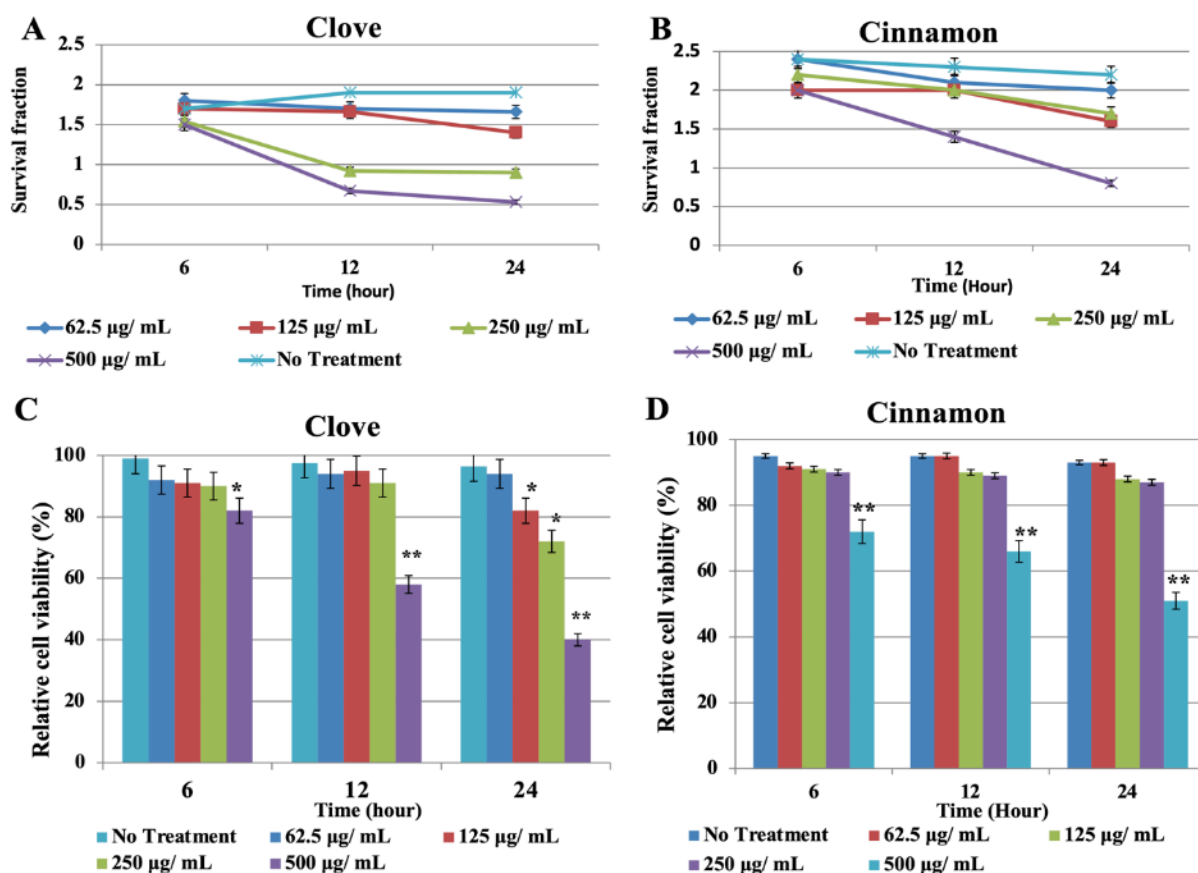 A
Clove
2.5
2
1.5
1
0.5
0
Survival fraction
6 12 24
Time (hour)
62.5 µg/ mL 125 µg/ mL 250 µg/ mL
500 µg/ mL No Treatment
B
Cinnamon
2.5
2
1.5
1
0.5
0
Survival fraction
6 12 24
Time (Hour)
62.5 µg/ mL 125 µg/ mL 250 µg/ mL
500 µg/ mL No Treatment
C
Clove
100
80
60
40
20
0
Relative cell viability (%)
*
**
*
*
**
6 12 24
Time (hour)
No Treatment 62.5 µg/ mL 125 µg/ mL
250 µg/ mL 500 µg/ mL
D
Cinnamon
100
80
60
40
20
0
Relative cell viability (%)
**
**
**
6 12 24
Time (Hour)
No Treatment 62.5 µg/ mL 125 µg/ mL
250 µg/ mL 500 µg/ mL